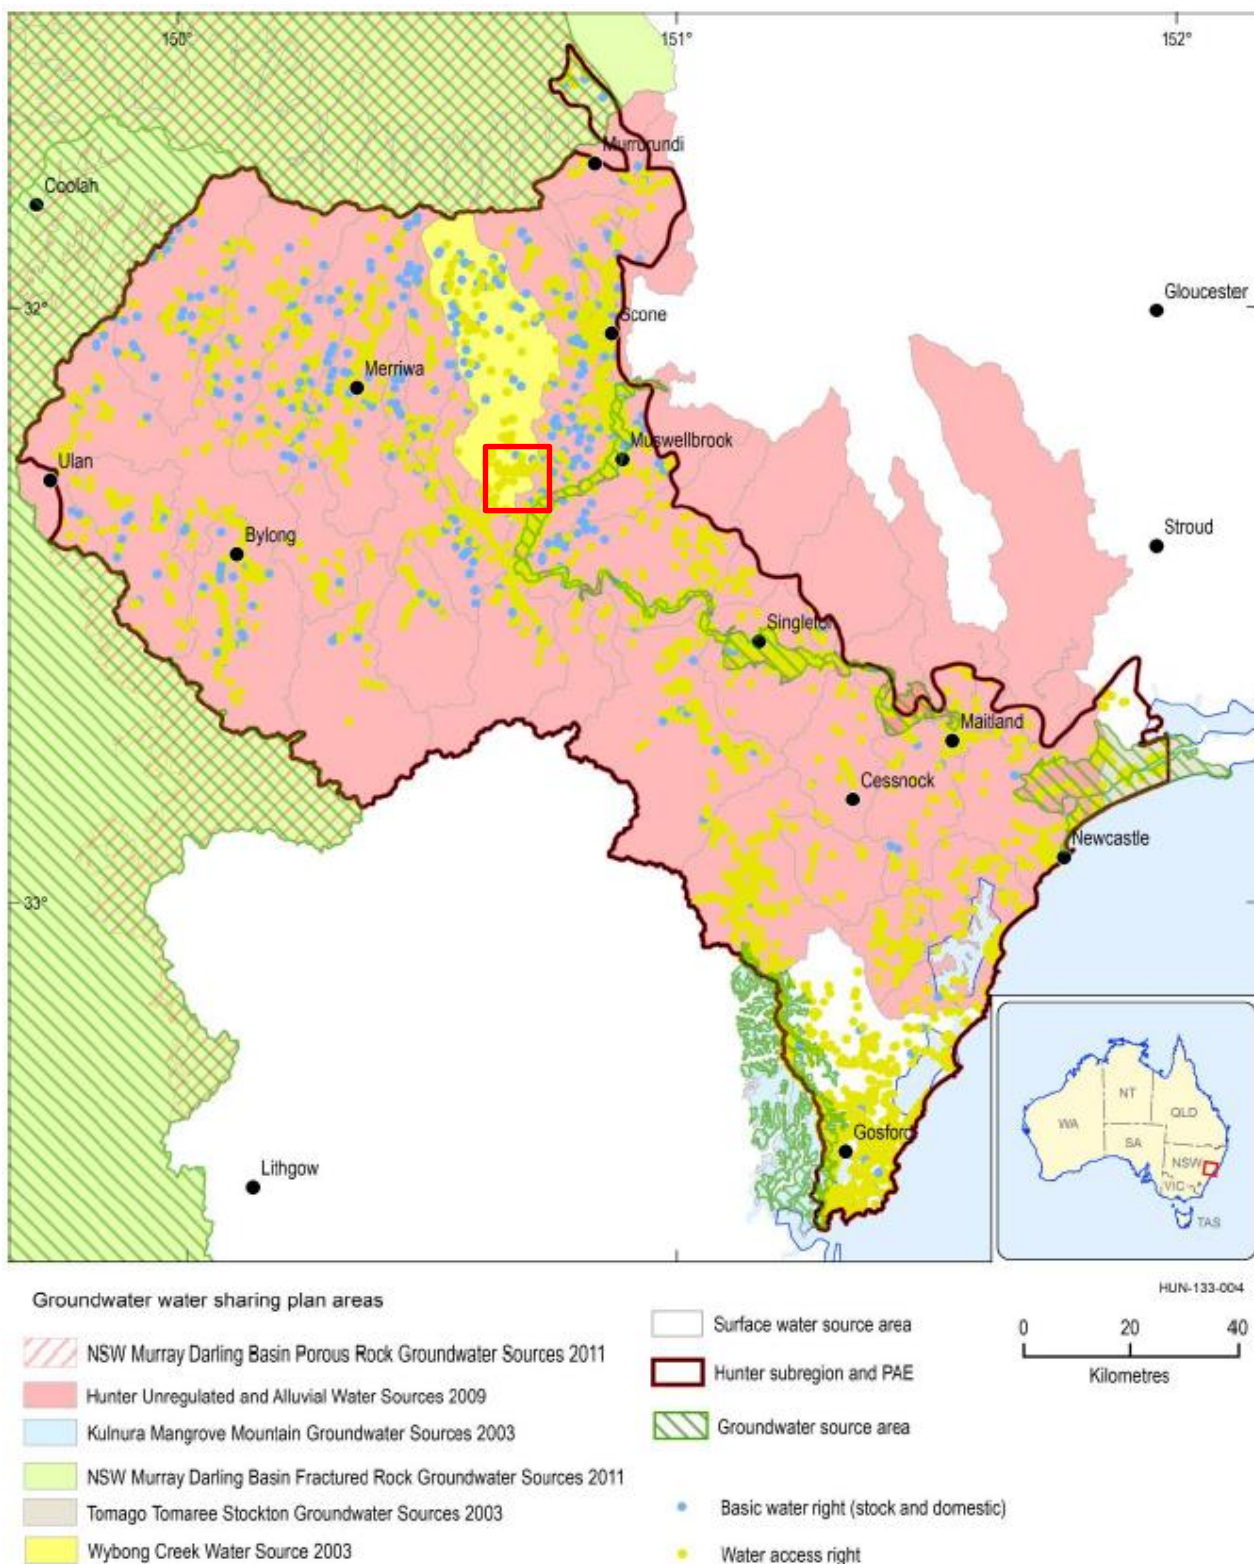 150°
151°
152°
Murrurundi
Coolah
Gloucester
32°
Scone
Merriwa
Muswellbrook
Ulan
Stroud
Bylong
Singleton
Maitland
Cessnock
Newcastle
33°
NT
QLD
WA
SA
NSW
VIC
TAS
Gosford
Lithgow
HUN-133-004
Groundwater water sharing plan areas
NSW Murray Darling Basin Porous Rock Groundwater Sources 2011
Hunter Unregulated and Alluvial Water Sources 2009
Kulnura Mangrove Mountain Groundwater Sources 2003
NSW Murray Darling Basin Fractured Rock Groundwater Sources 2011
Tomago Tomaree Stockton Groundwater Sources 2003
Wybong Creek Water Source 2003
Surface water source area
Hunter subregion and PAE
Groundwater source area
Basic water right (stock and domestic)
Water access right
0 20 40
Kilometres